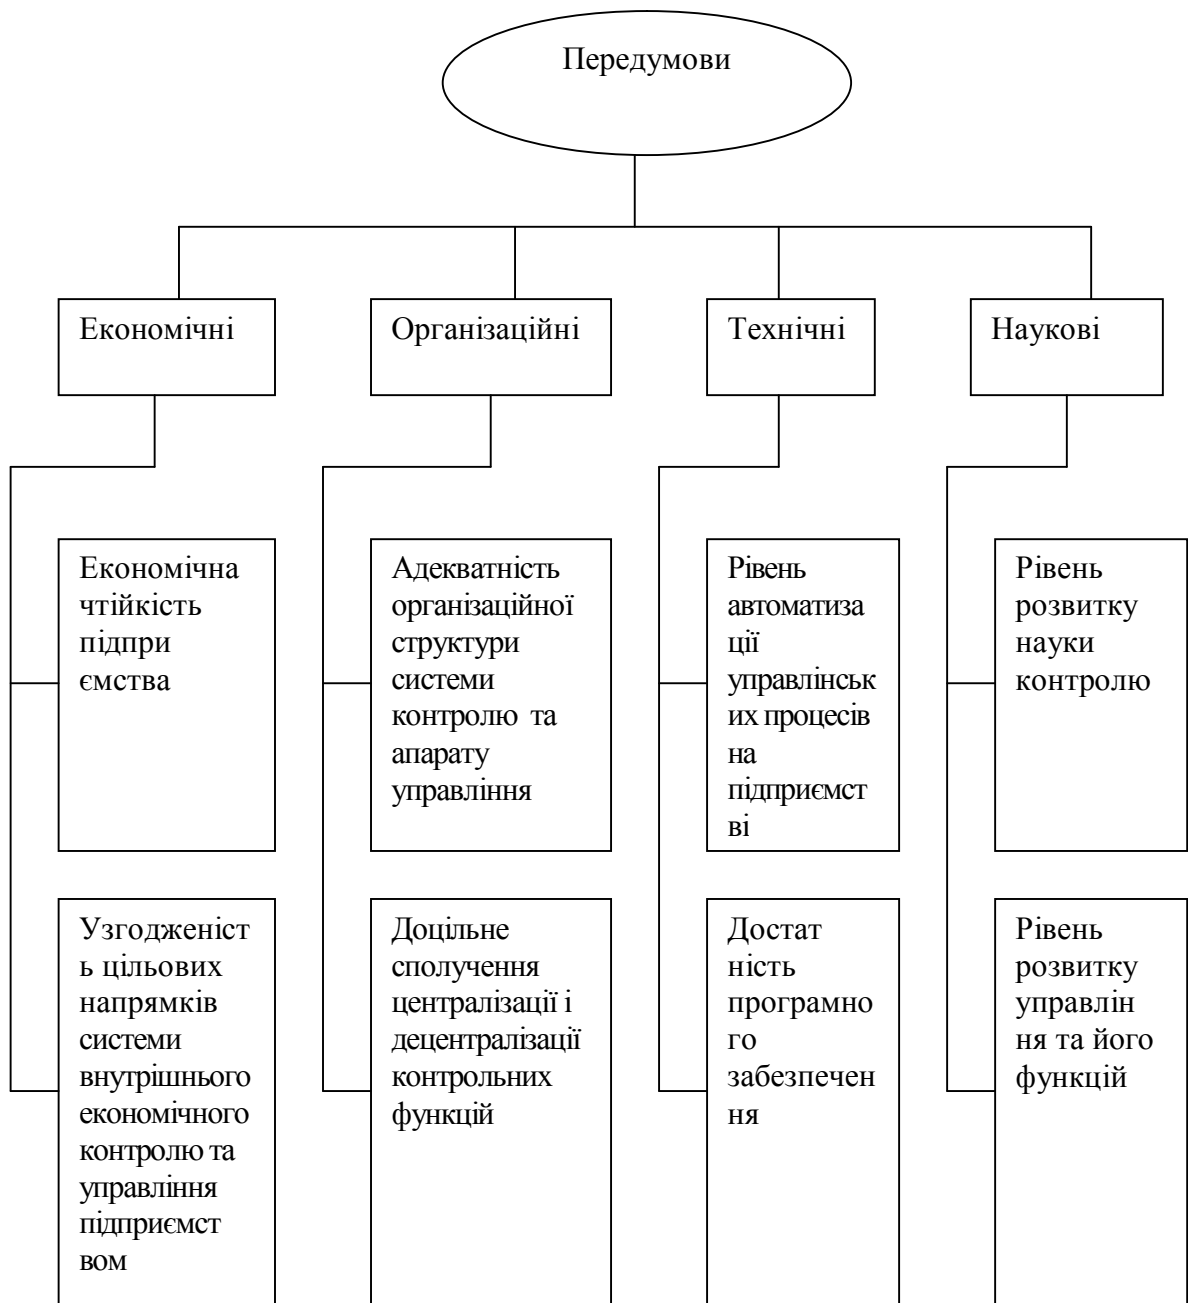 Передумови
Економічні
Організаційні
Технічні
Наукові
Економічна
чтійкість
підпри
ємства
Адекватність
організаційної
структури
системи
контролю та
апарату
управління
Рівень
автоматиза
ції
управлінськ
их процесів
на
підприємст
ві
Рівень
розвитку
науки
контролю
Узгодженіст
ь цільових
напрямків
системи
внутрішнього
економічного
контролю та
управління
підприємст
вом
Доцільне
сполучення
централізації і
децентралізації
контрольних
функцій
Достат
ність
програмно
го
забезпечен
ня
Рівень
розвитку
управлін
ня та його
функцій